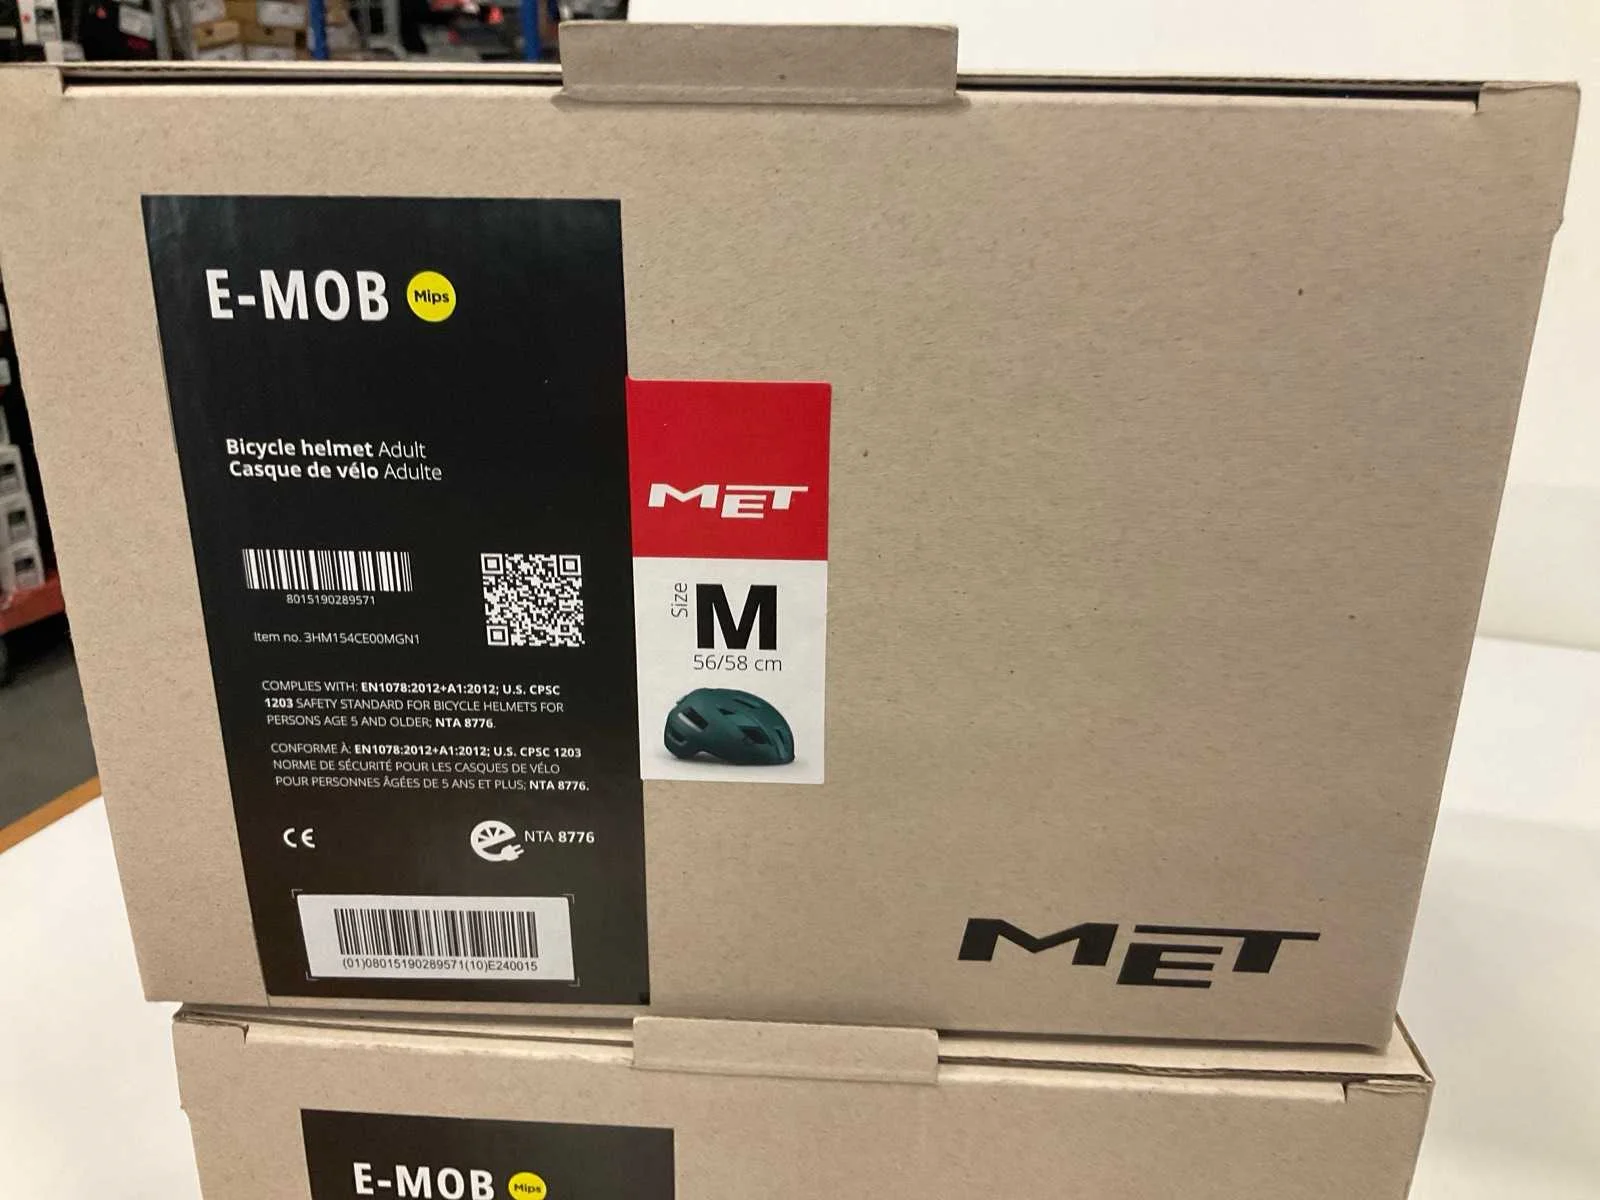 E-MOB Mips
Bicycle helmet Adult
Casque de vélo Adulte
8015190289571
Item no. 3HM154CE00MGN1
COMPLIES WITH: EN1078:2012+A1:2012; U.S. CPSC
1203 SAFETY STANDARD FOR BICYCLE HELMETS FOR
PERSONS AGE 5 AND OLDER; NTA 8776.
CONFORME À: EN1078:2012+A1:2012; U.S. CPSC 1203
NORME DE SÉCURITÉ POUR LES CASQUES DE VÉLO
POUR PERSONNES ÂGÉES DE 5 ANS ET PLUS; NTA 8776.
CE
NTA 8776
(01)08015190289571(10)E240015
MET
Size M
56/58 cm
MET
E-MOB Mips